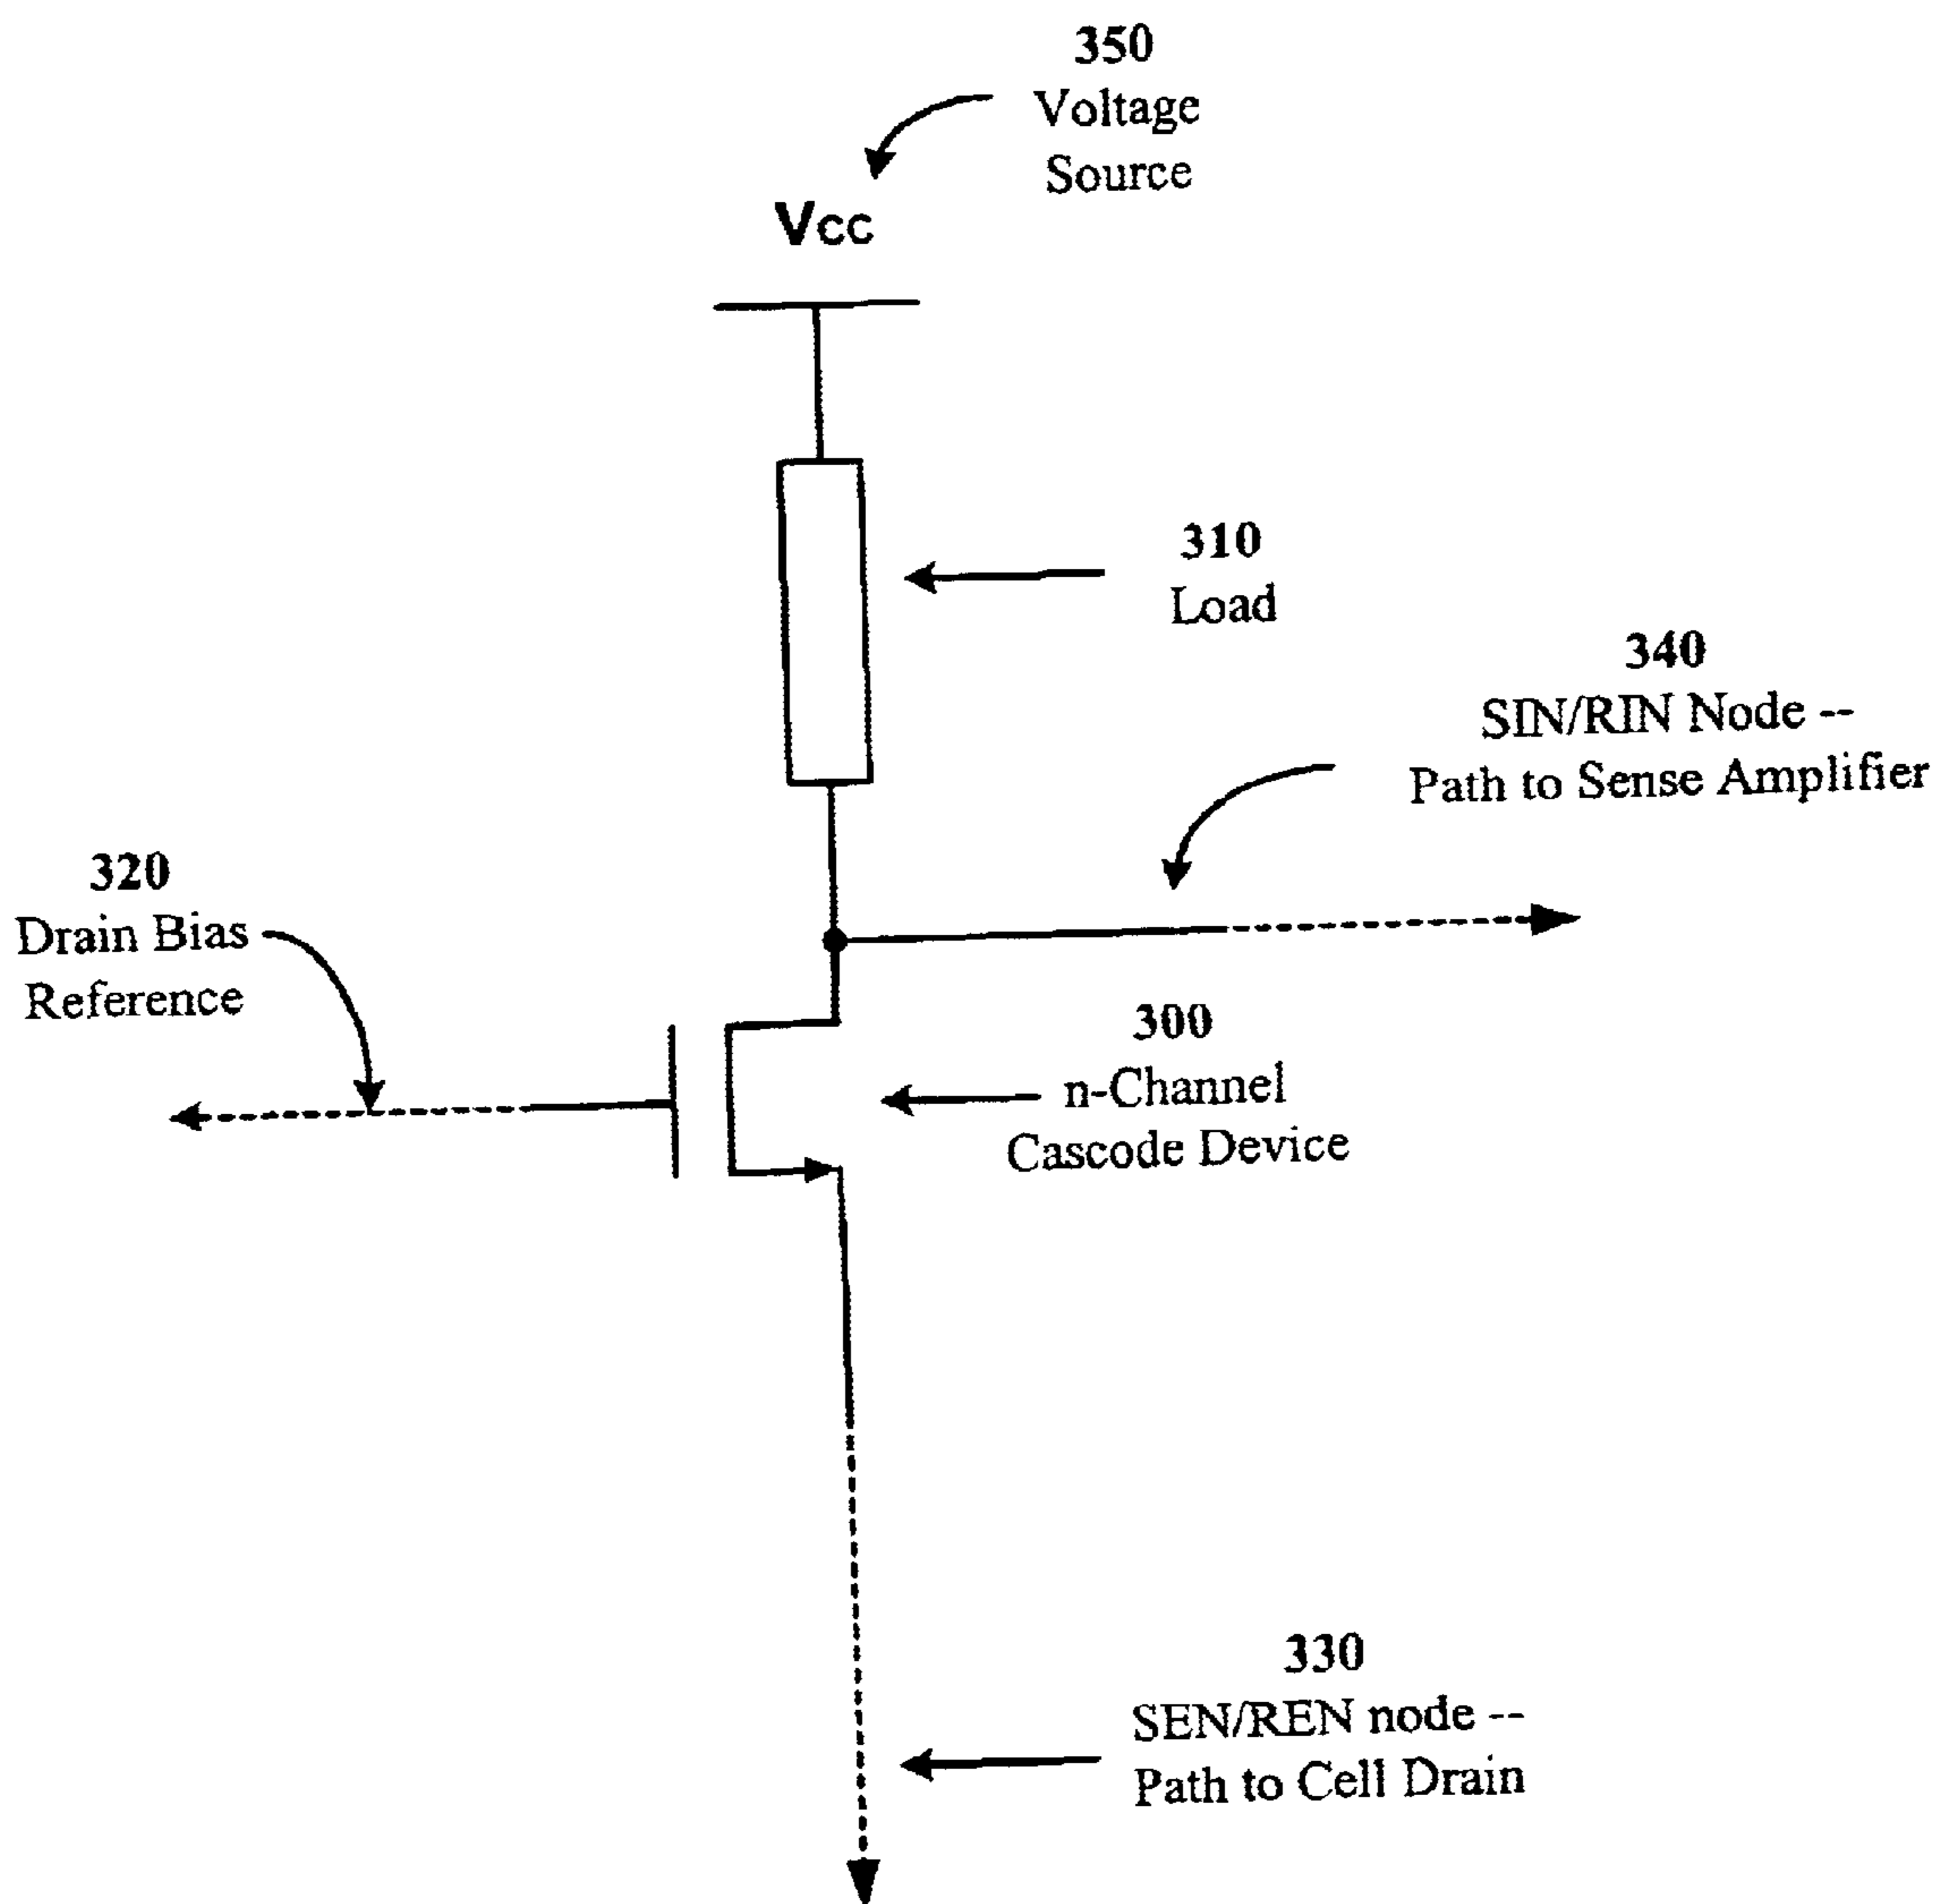 350
Voltage
Source
Vcc
310
Load
340
SIN/RIN Node --
Path to Sense Amplifier
320
Drain Bias
Reference
300
n-Channel
Cascode Device
330
SEN/REN node --
Path to Cell Drain